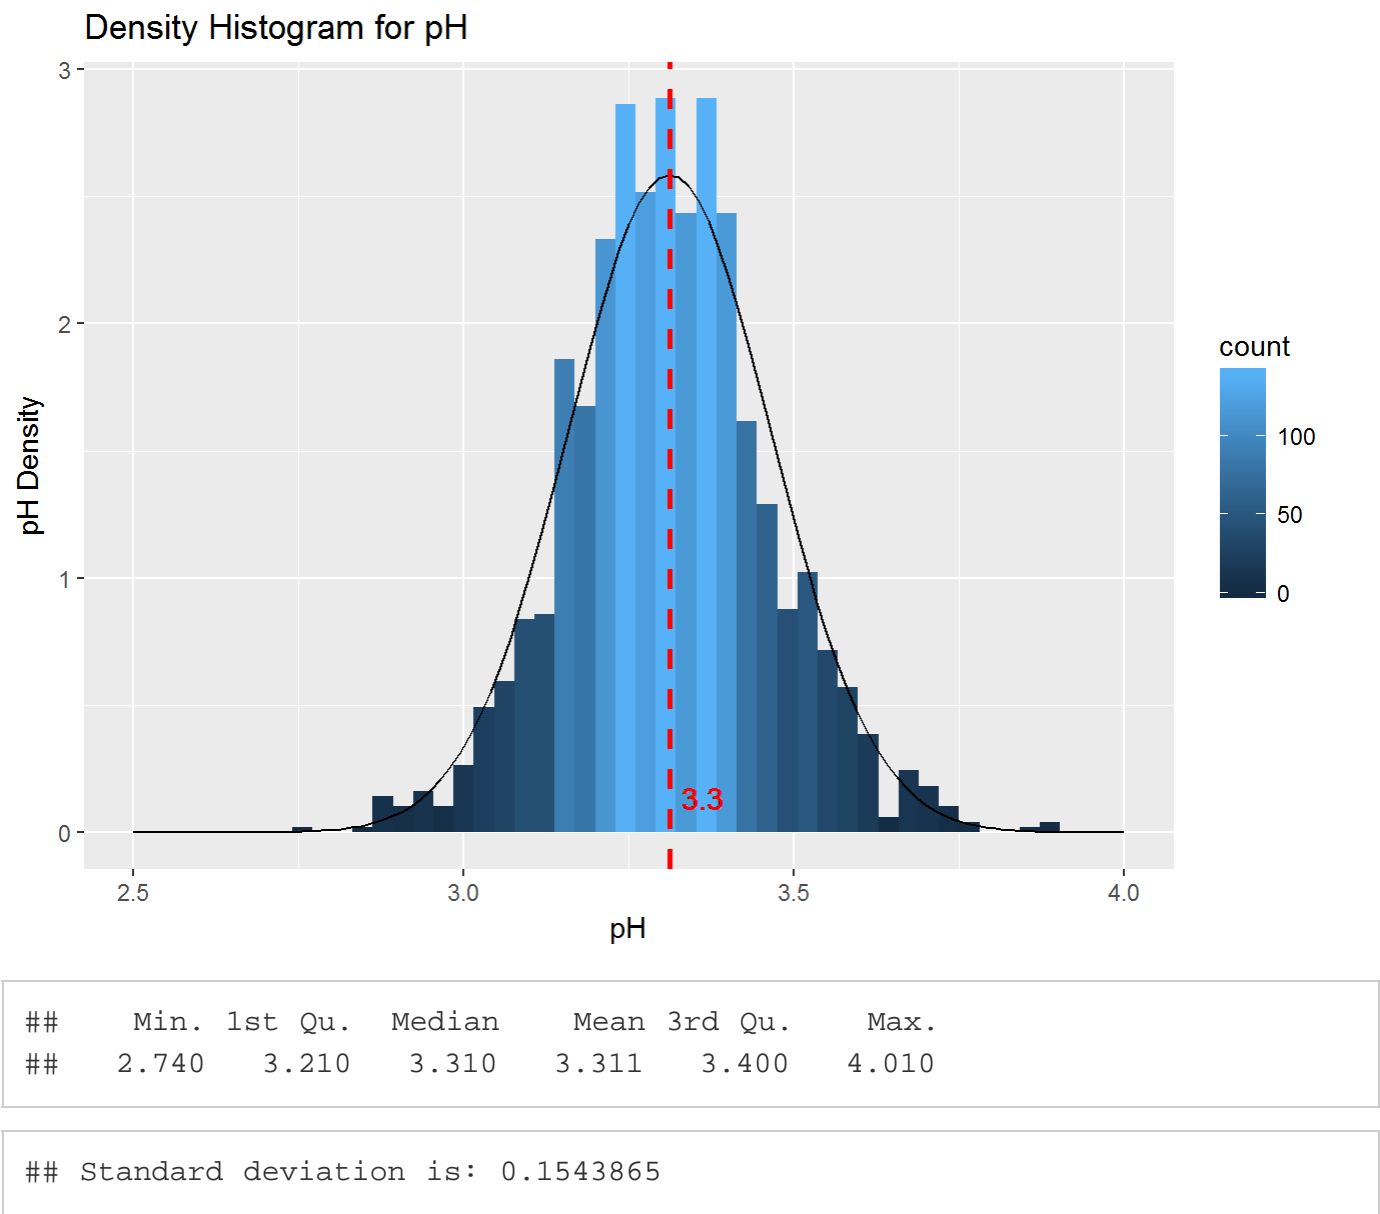 Density Histogram for pH
3
2
1
0
pH Density
2.5
3.0
3.5
4.0
pH
3.3
count
100
50
0
## Min. 1st Qu. Median Mean 3rd Qu. Max.
## 2.740 3.210 3.310 3.311 3.400 4.010
## Standard deviation is: 0.1543865